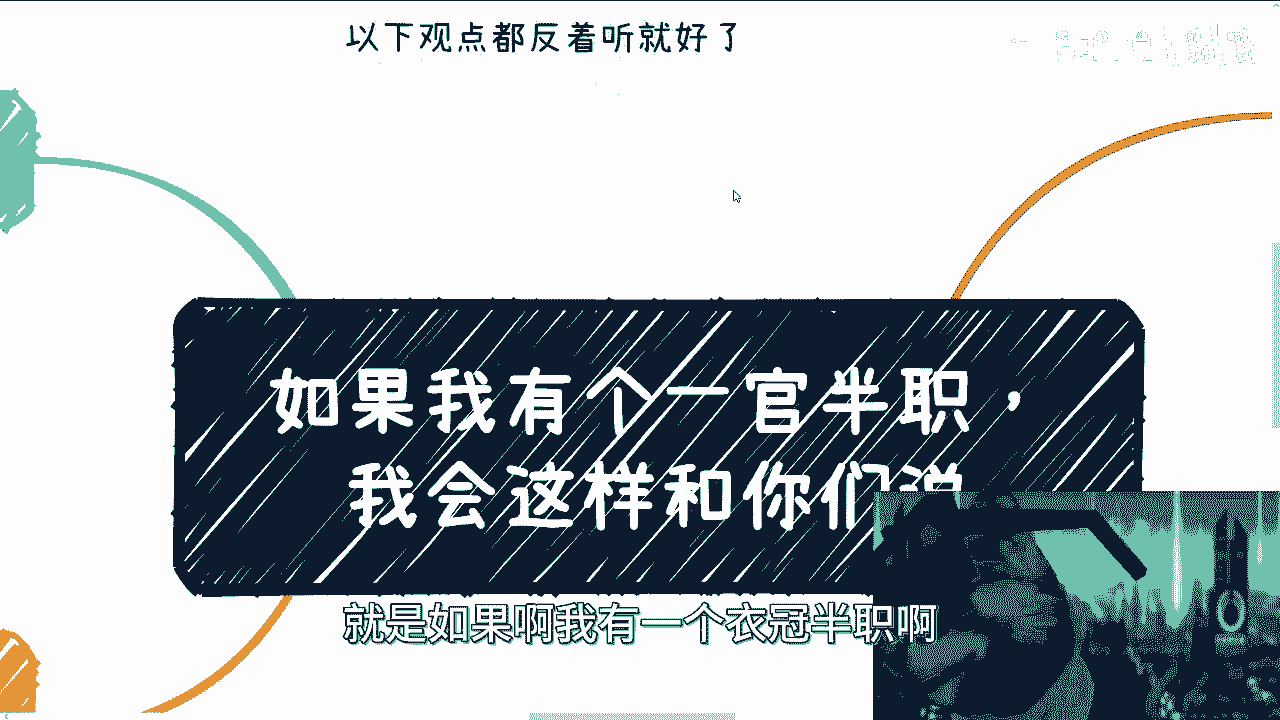 以下观点都反着听就好了
如果我有个一官半职，
我会这样和你们说
就是如果啊我有一个衣冠半职啊